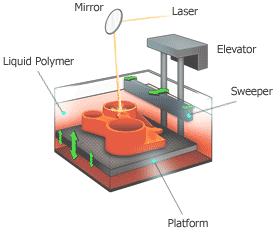 Mirror
Laser
Elevator
Liquid Polymer
Sweeper
Platform